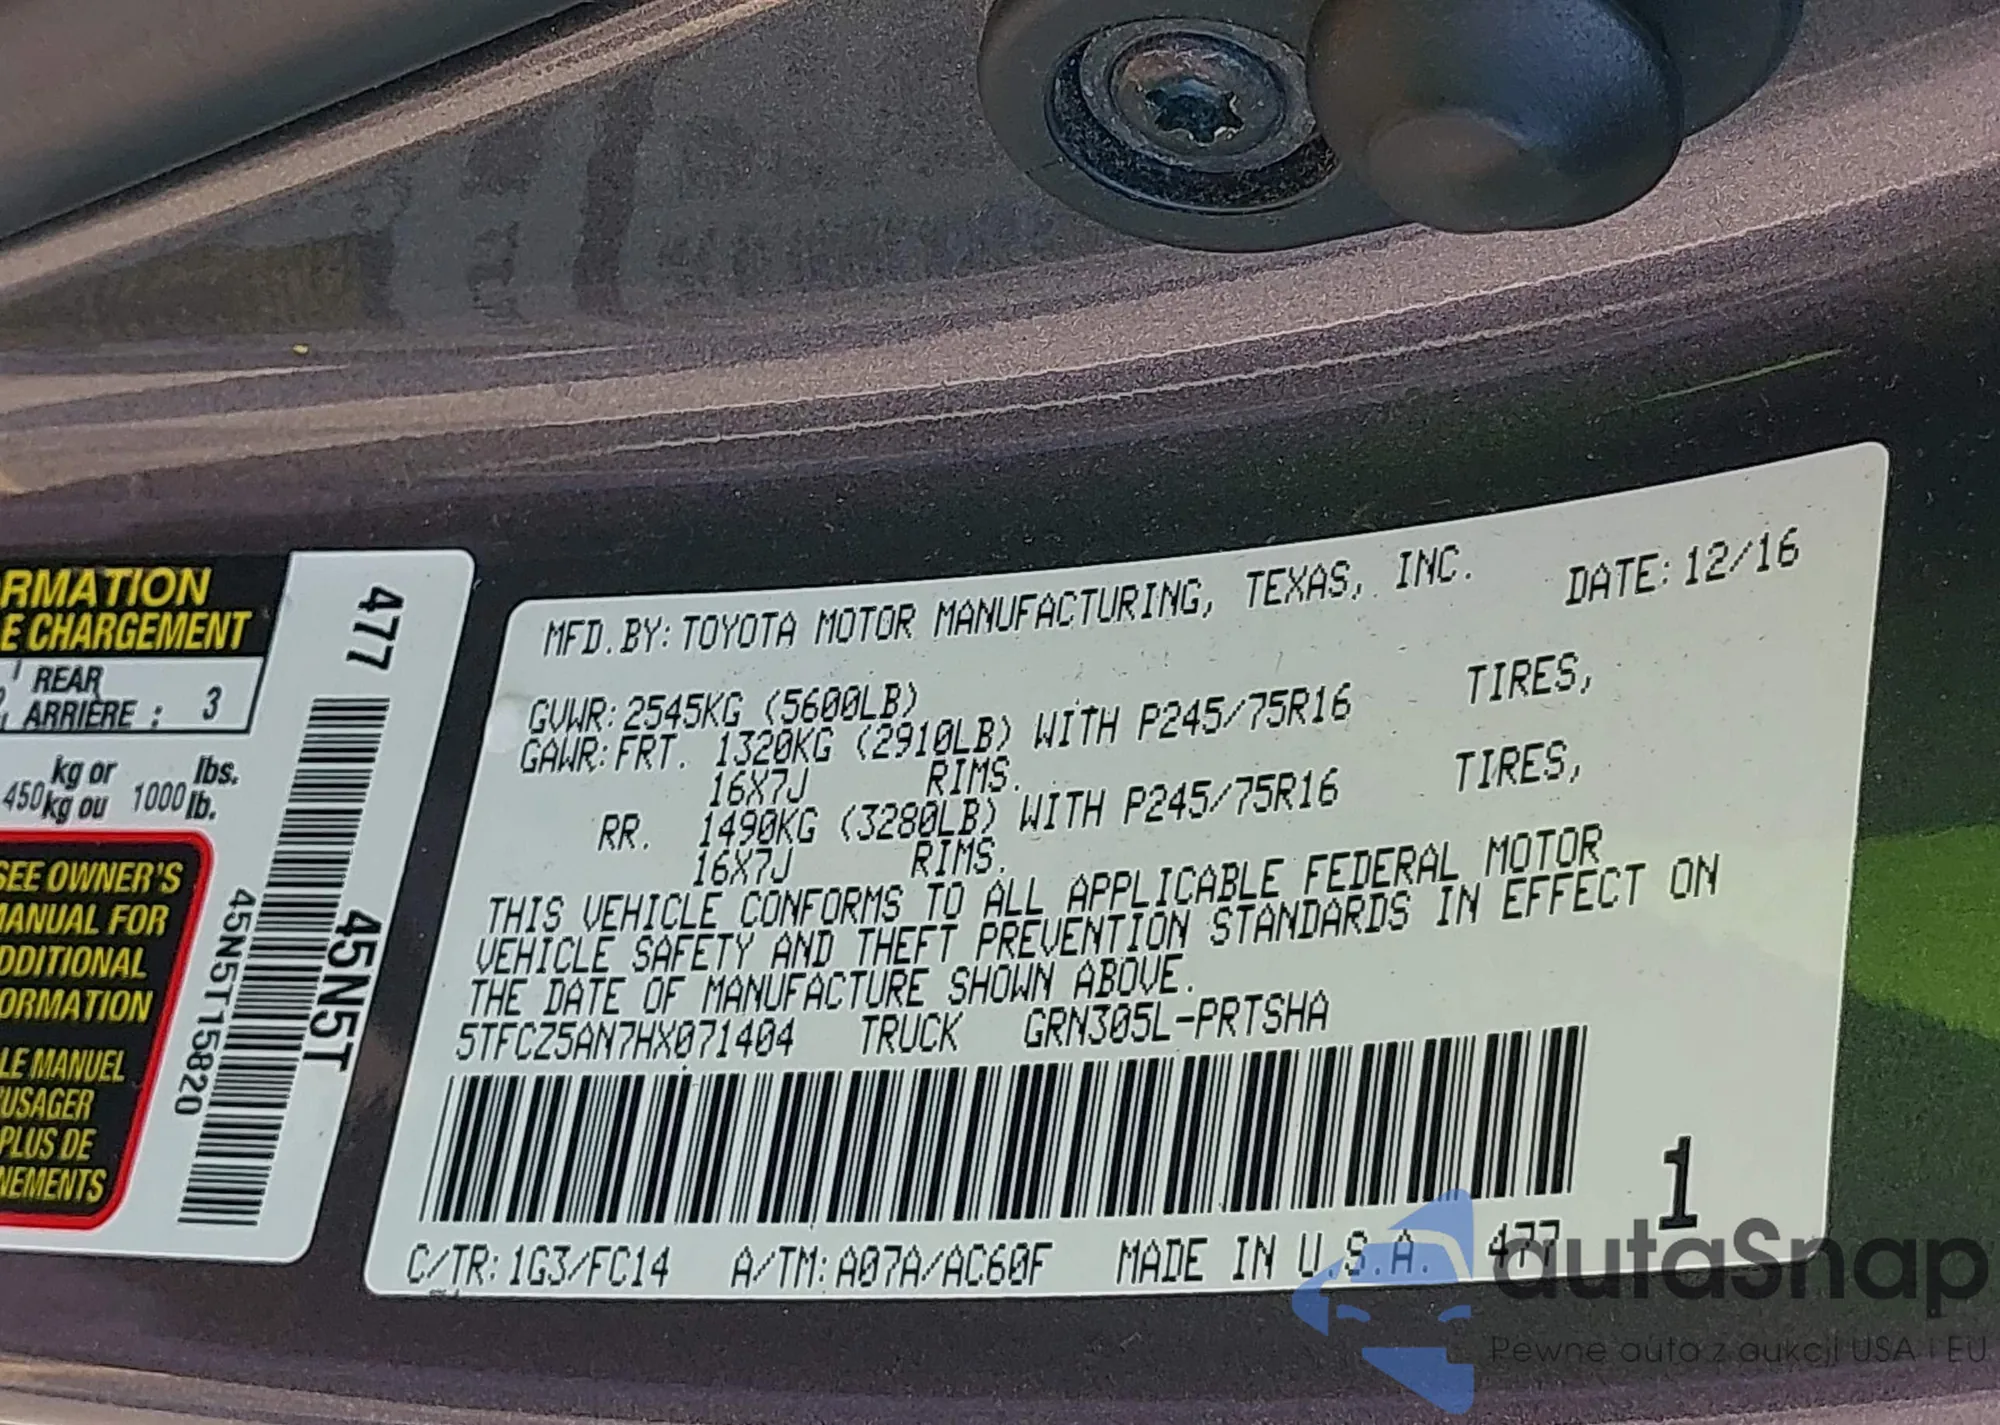 RMATION
E CHARGEMENT
REAR
ARRIÈRE : 3
kg or lbs.
450 kg ou 1000 lb.
SEE OWNER'S
MANUAL FOR
ADDITIONAL
FORMATION
LE MANUEL
USAGER
PLUS DE
NEMENTS
477
45N5T
45N5T15820
MFD.BY:TOYOTA MOTOR MANUFACTURING, TEXAS, INC. DATE:12/16
GVWR:2545KG (5600LB)
GAWR:FRT. 1320KG (2910LB) WITH P245/75R16 TIRES,
16X7J RIMS.
RR. 1490KG (3280LB) WITH P245/75R16 TIRES,
16X7J RIMS.
THIS VEHICLE CONFORMS TO ALL APPLICABLE FEDERAL MOTOR
VEHICLE SAFETY AND THEFT PREVENTION STANDARDS IN EFFECT ON
THE DATE OF MANUFACTURE SHOWN ABOVE.
5TFCZ5AN7HX071404 TRUCK GRN305L-PRTSHA
1
C/TR:1G3/FC14 A/TM:A07A/AC60F MADE IN U.S.A. 477
autaSnap
Pewne auta z aukcji USA i EU